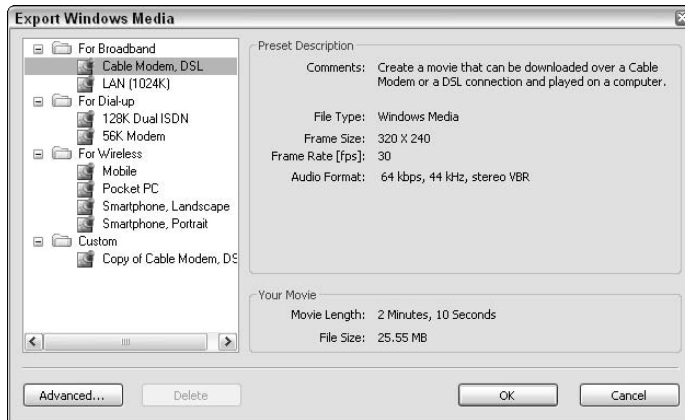 Export Windows Media
For Broadband
Cable Modem, DSL
LAN (1024K)
For Dial-up
128K Dual ISDN
56K Modem
For Wireless
Mobile
Pocket PC
Smartphone, Landscape
Smartphone, Portrait
Custom
Copy of Cable Modem, DS
Preset Description
Comments: Create a movie that can be downloaded over a Cable
Modem or a DSL connection and played on a computer.
File Type: Windows Media
Frame Size: 320 X 240
Frame Rate [fps]: 30
Audio Format: 64 kbps, 44 kHz, stereo VBR
Your Movie
Movie Length: 2 Minutes, 10 Seconds
File Size: 25.55 MB
Advanced... Delete OK Cancel